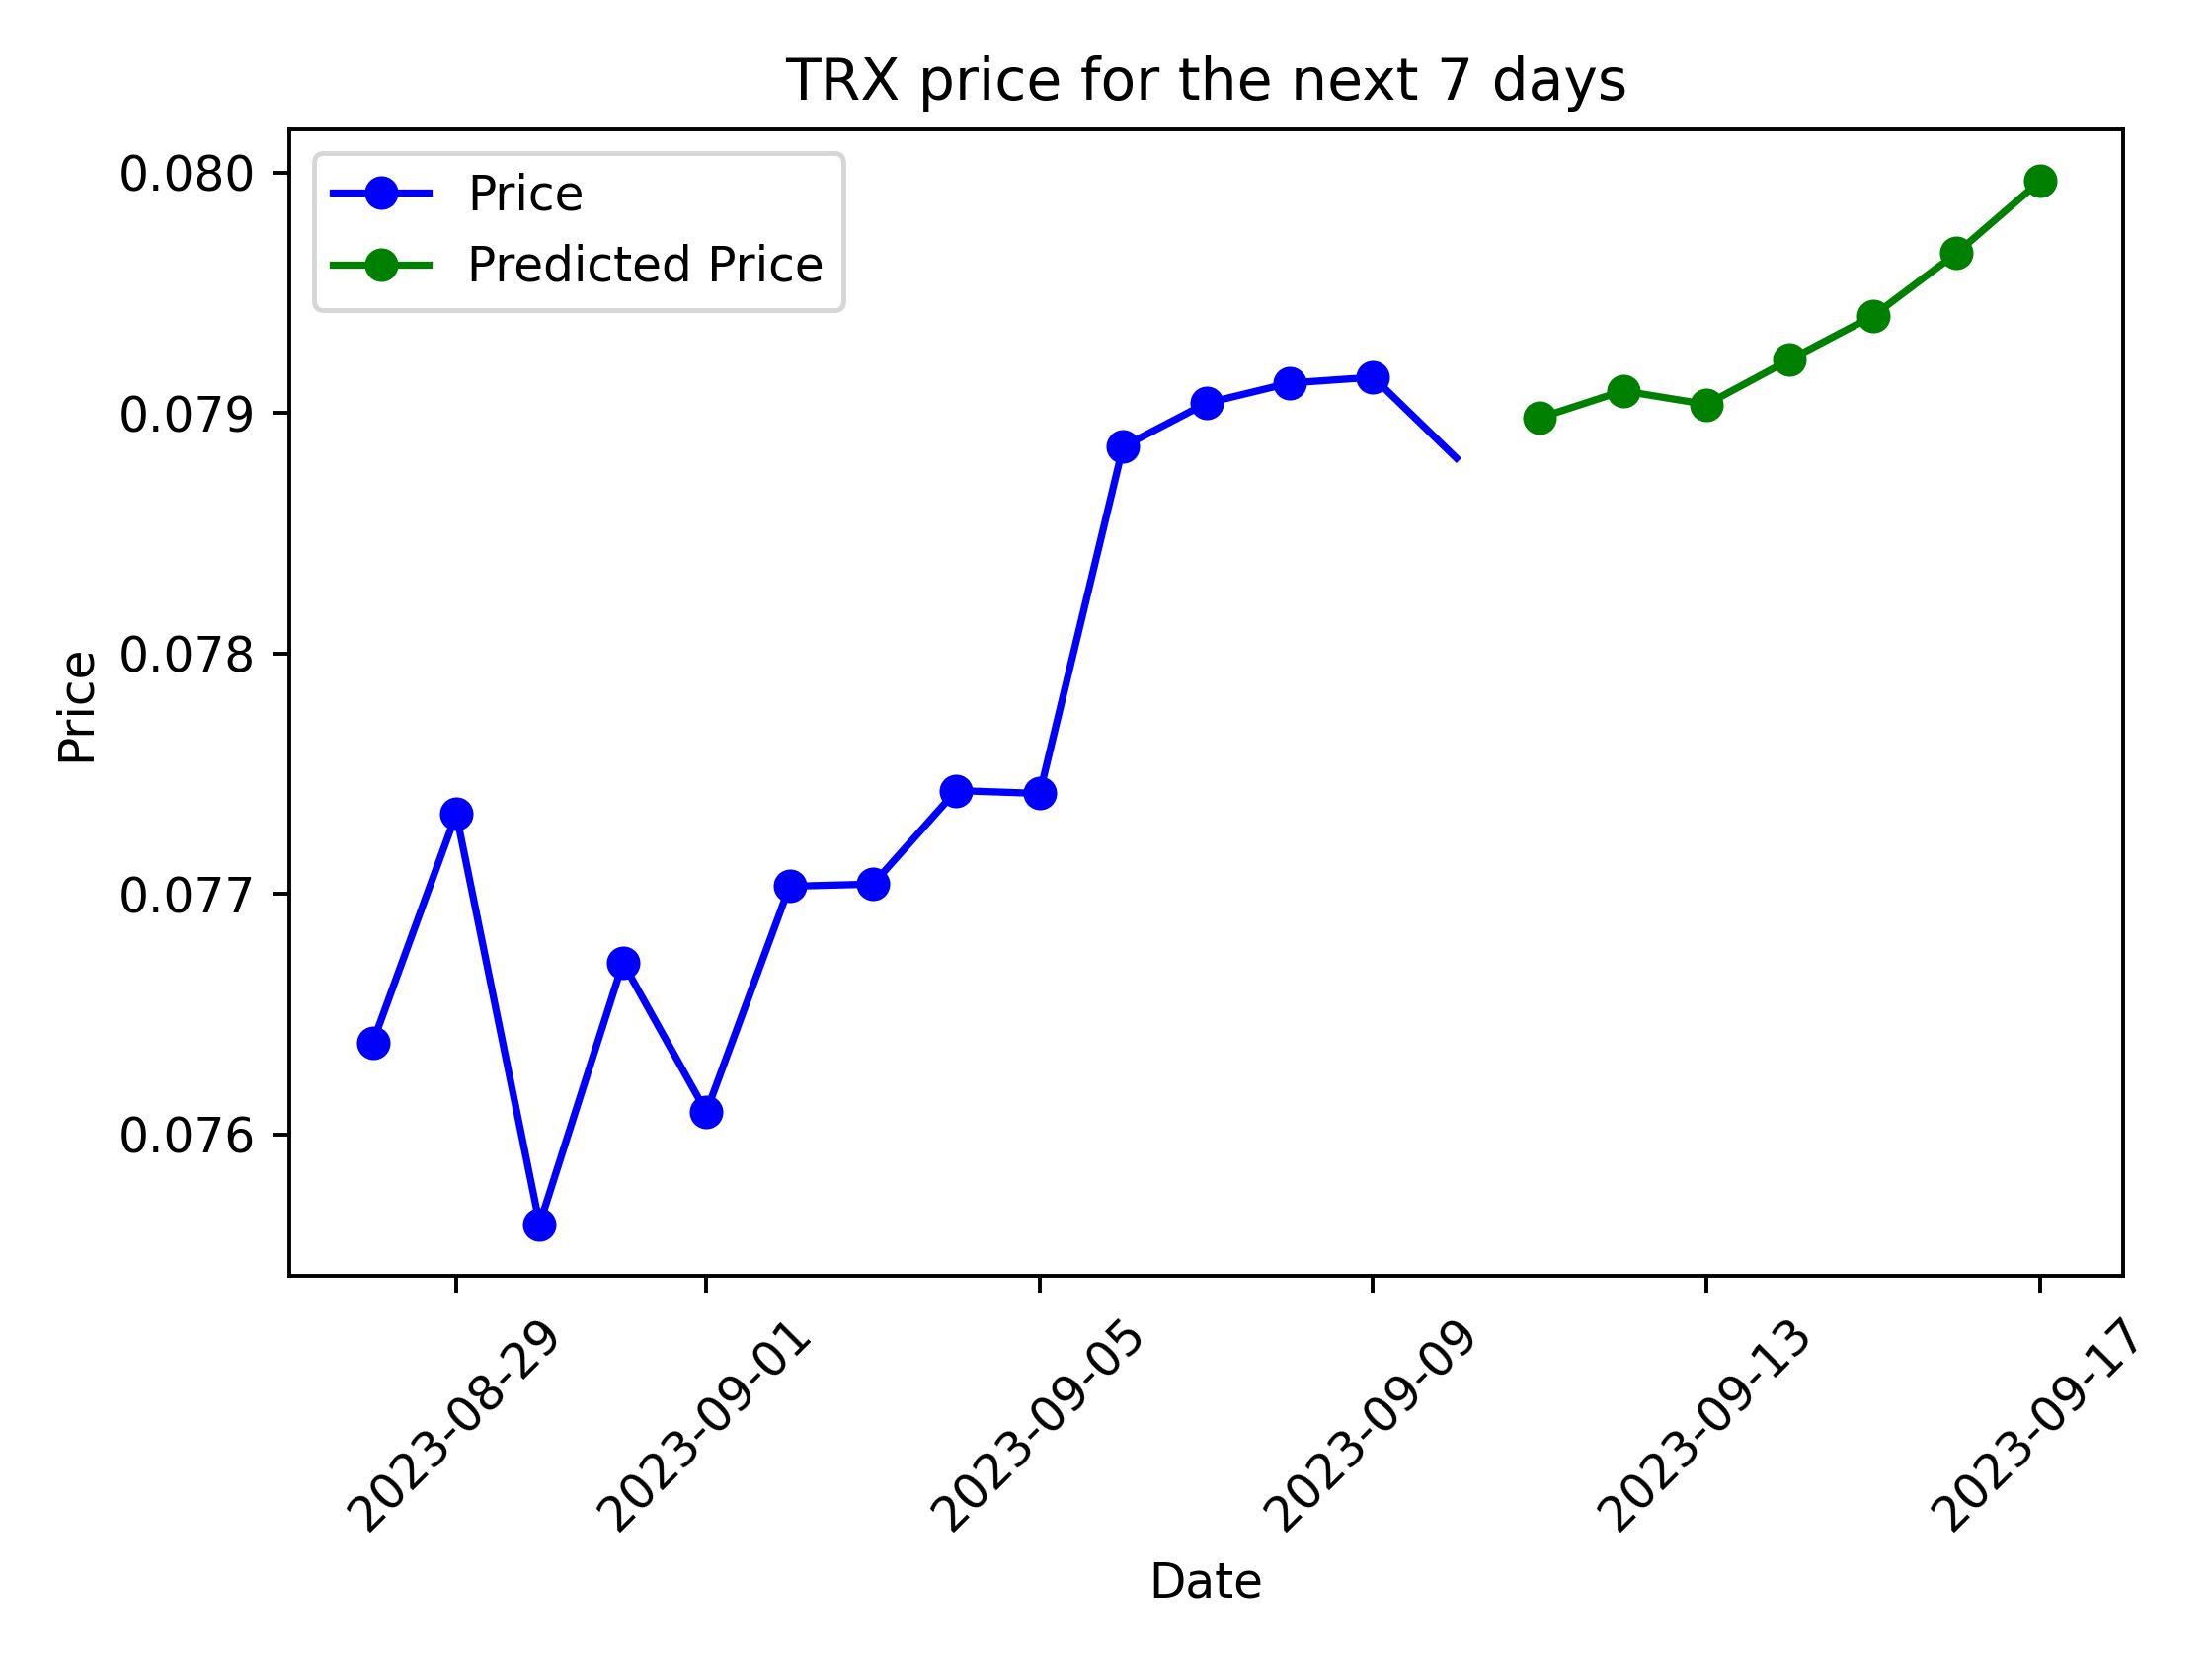 TRX price for the next 7 days
Price
Predicted Price
0.080
0.079
0.078
0.077
0.076
Price
2023-08-29
2023-09-01
2023-09-05
2023-09-09
2023-09-13
2023-09-17
Date